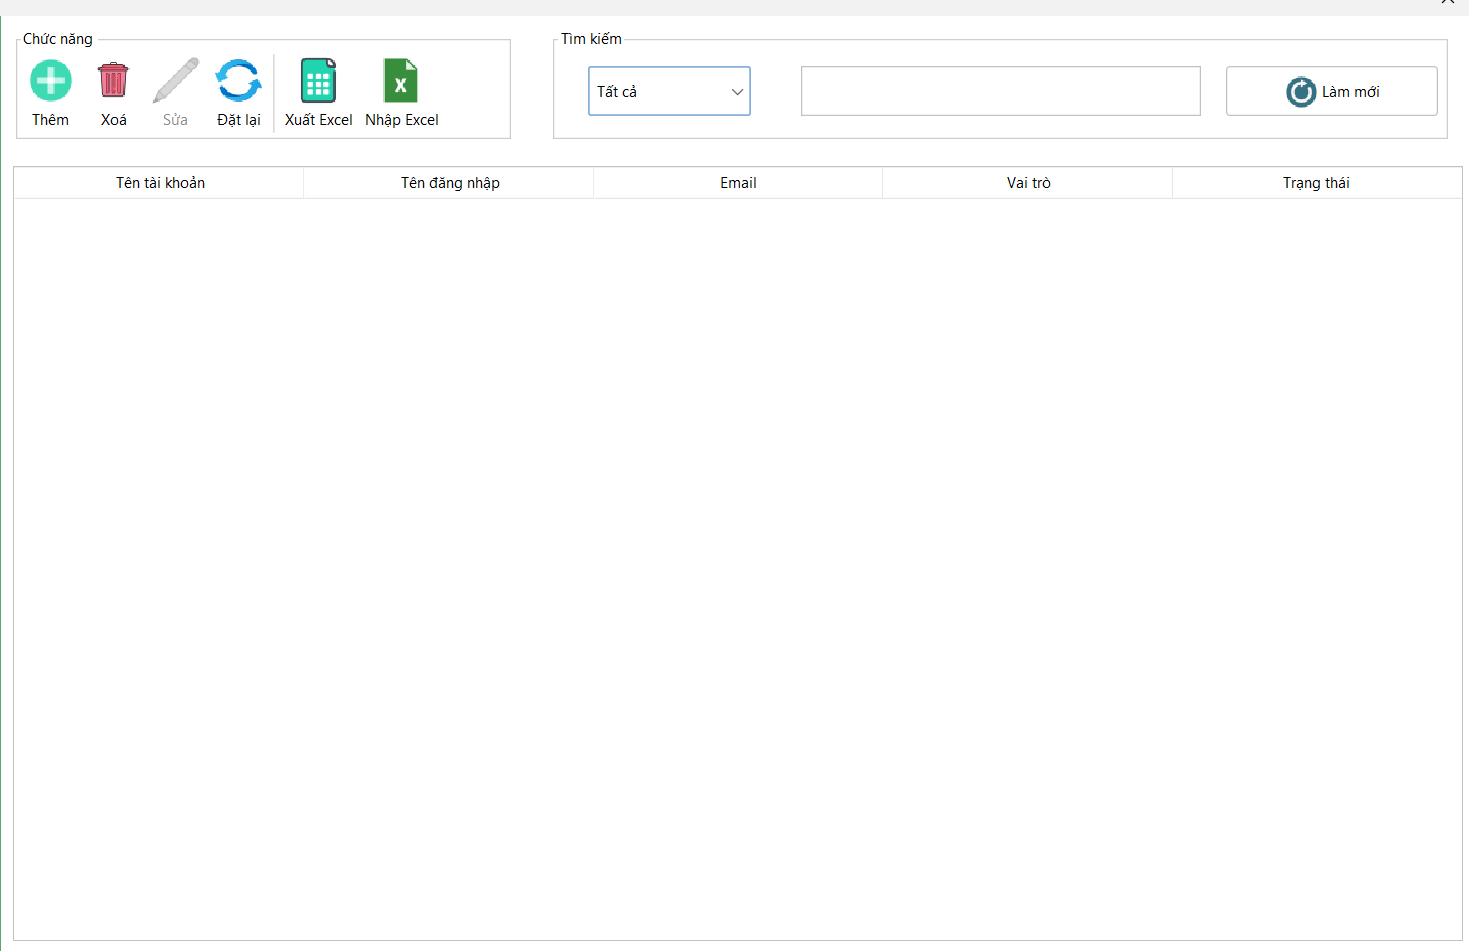 Chức năng
Thêm Xoá Sửa Đặt lại Xuất Excel Nhập Excel
Tìm kiếm
Tất cả Làm mới
Tên tài khoản Tên đăng nhập Email Vai trò Trạng thái